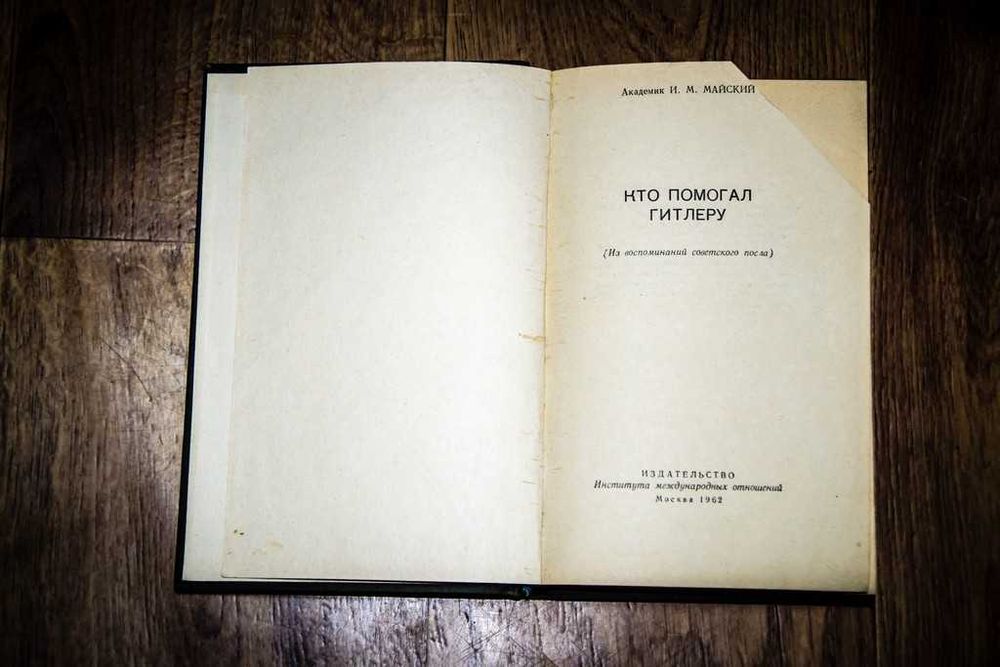 Академик И. М. МАЙСКИЙ
КТО ПОМОГАЛ
ГИТЛЕРУ
(Из воспоминаний советского посла)
ИЗДАТЕЛЬСТВО
Института международных отношений
Москва 1962